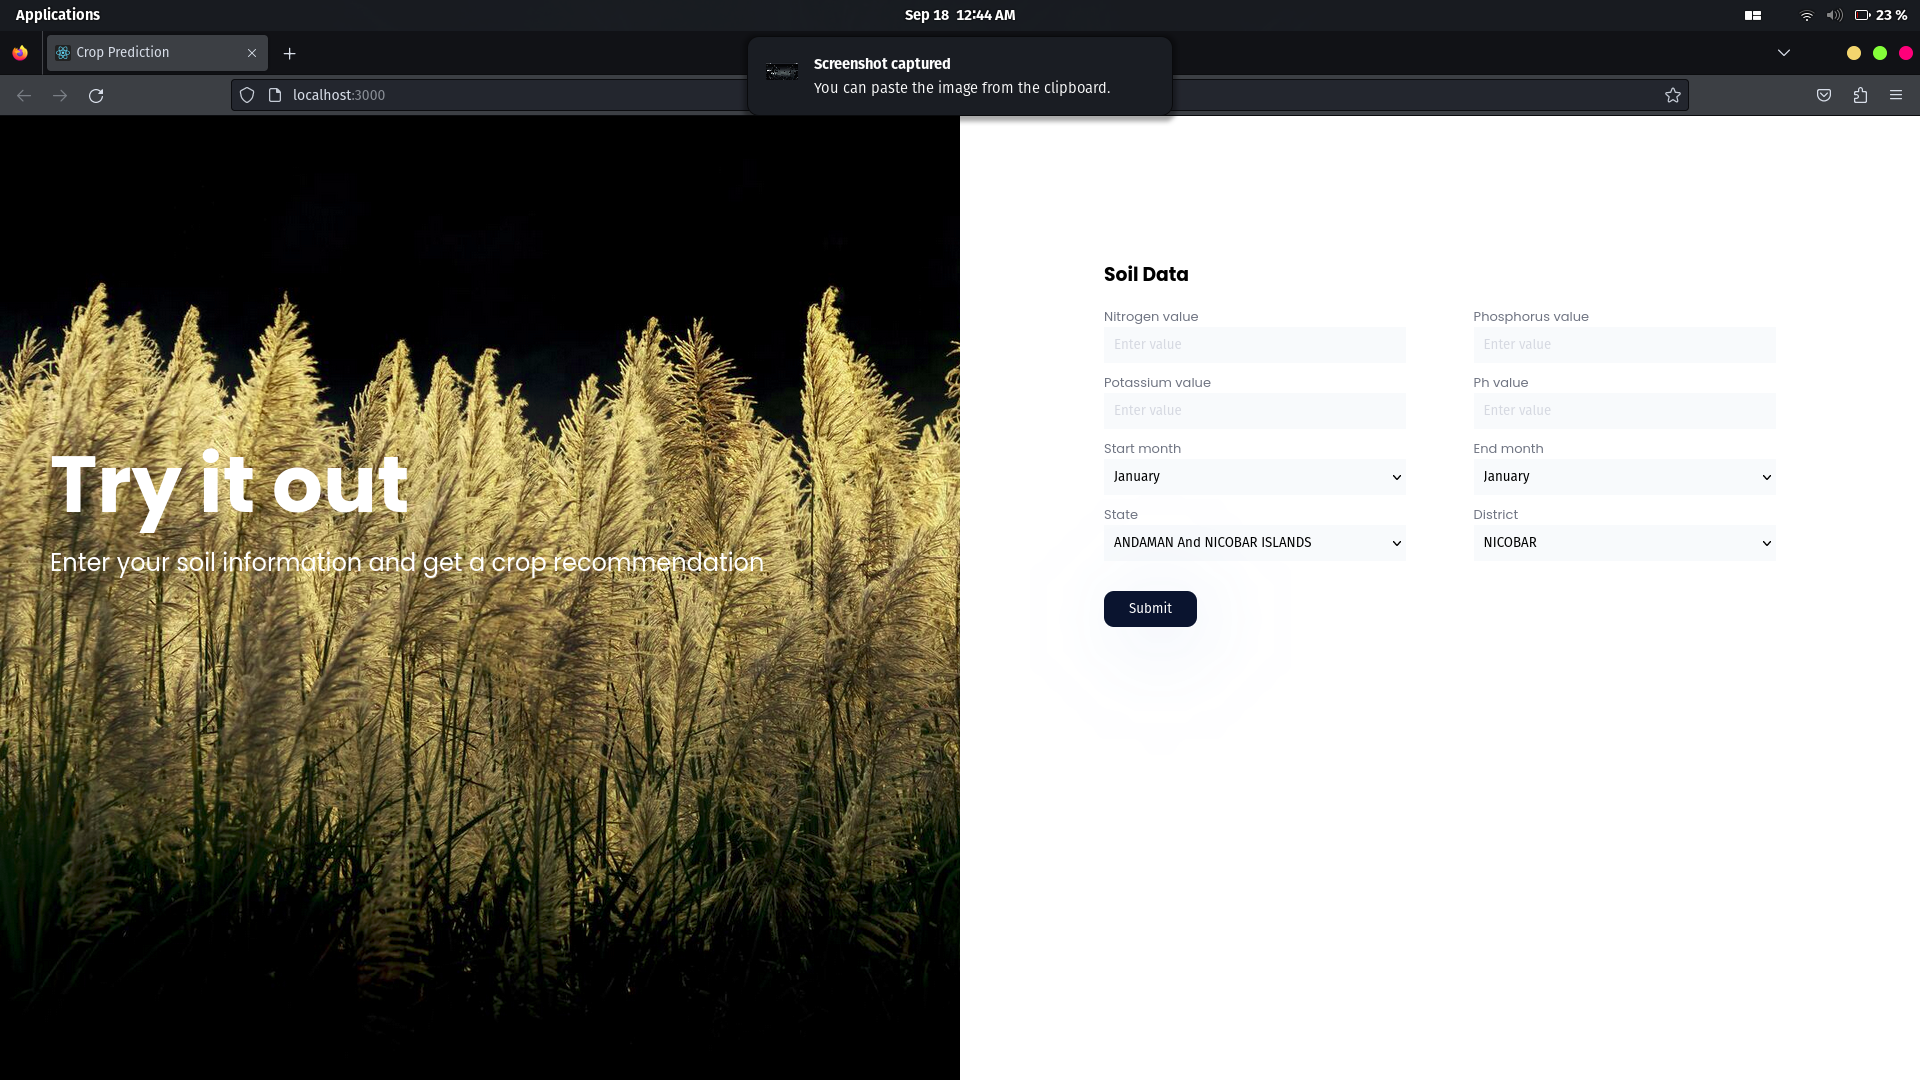 Applications
Sep 18 12:44 AM
23 %
Crop Prediction
Screenshot captured
You can paste the image from the clipboard.
localhost:3000
Try it out
Enter your soil information and get a crop recommendation
Soil Data
Nitrogen value
Phosphorus value
Enter value
Enter value
Potassium value
Ph value
Enter value
Enter value
Start month
End month
January
January
State
District
ANDAMAN And NICOBAR ISLANDS
NICOBAR
Submit